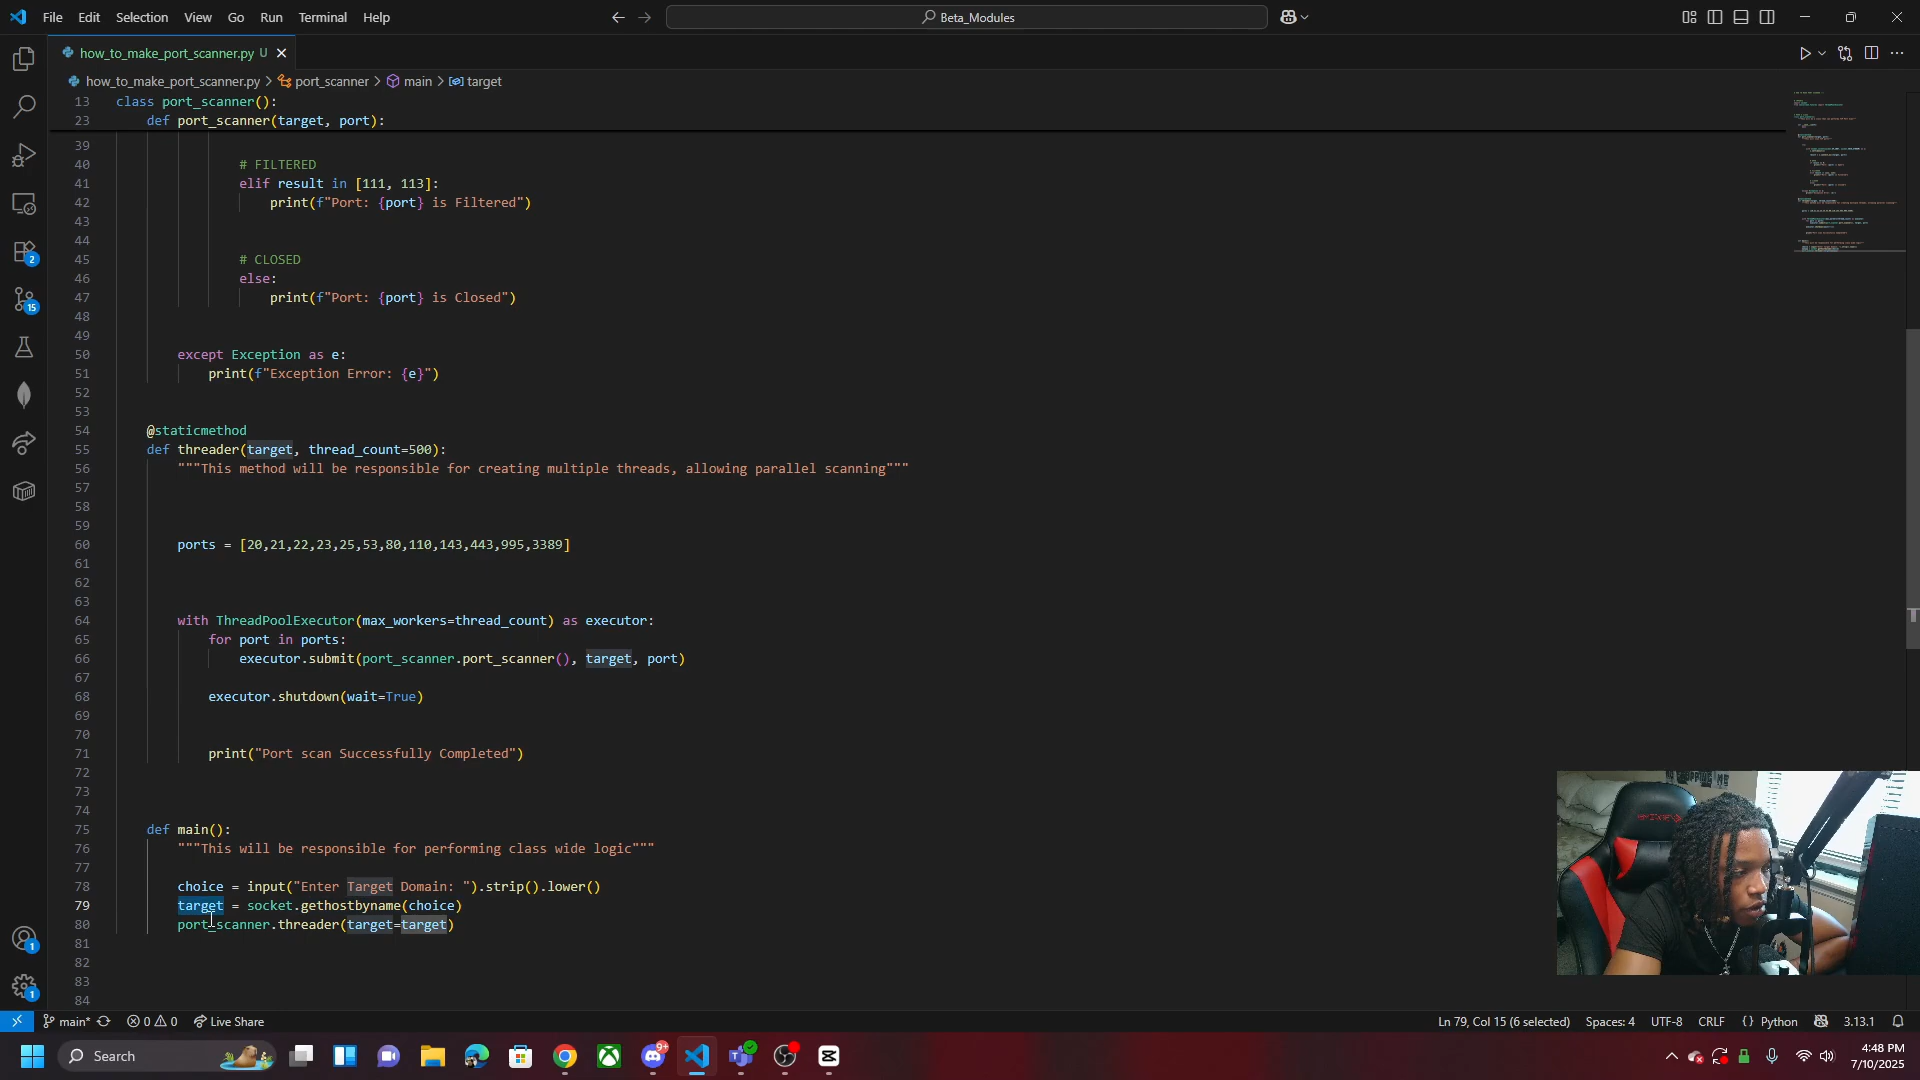 File Edit Selection View Go Run Terminal Help
Beta_Modules
how_to_make_port_scanner.py U
how_to_make_port_scanner.py > port_scanner > main > target
13 class port_scanner():
23 def port_scanner(target, port):
39
40 # FILTERED
41 elif result in [111, 113]:
42 print(f"Port: {port} is Filtered")
43
44
45 # CLOSED
46 else:
47 print(f"Port: {port} is Closed")
48
49
50 except Exception as e:
51 print(f"Exception Error: {e}")
52
53
54 @staticmethod
55 def threader(target, thread_count=500):
56 """This method will be responsible for creating multiple threads, allowing parallel scanning"""
57
58
59
60 ports = [20,21,22,23,25,53,80,110,143,443,995,3389]
61
62
63
64 with ThreadPoolExecutor(max_workers=thread_count) as executor:
65 for port in ports:
66 executor.submit(port_scanner.port_scanner(), target, port)
67
68 executor.shutdown(wait=True)
69
70
71 print("Port scan Successfully Completed")
72
73
74
75 def main():
76 """This will be responsible for performing class wide logic"""
77
78 choice = input("Enter Target Domain: ").strip().lower()
79 target = socket.gethostbyname(choice)
80 port_scanner.threader(target=target)
81
82
83
84
2
15
1
1
main* 0 0 Live Share
Ln 79, Col 15 (6 selected) Spaces: 4 UTF-8 CRLF {} Python 3.13.1
Search
9+
4:48 PM
7/10/2025